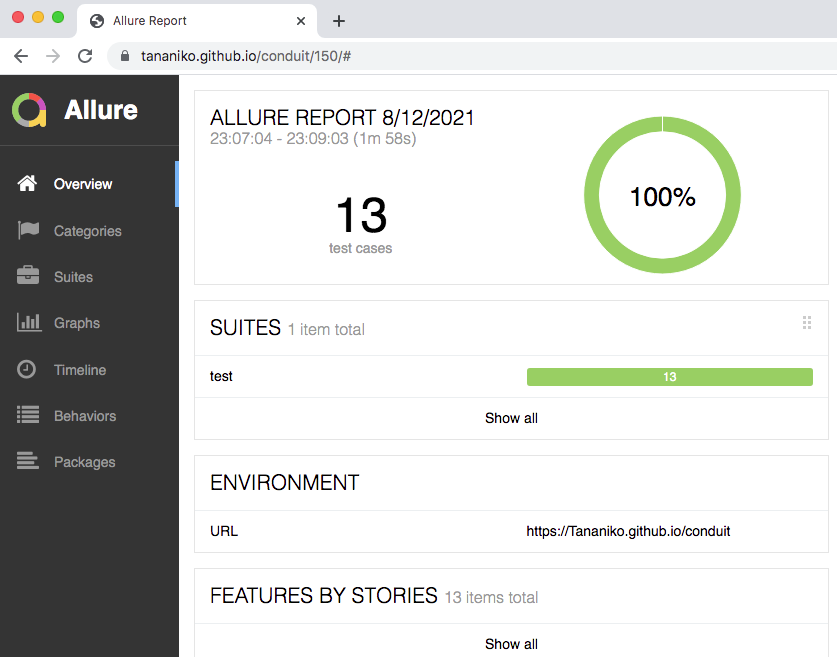 Allure Report
tananiko.github.io/conduit/150/#
Allure
Overview
Categories
Suites
Graphs
Timeline
Behaviors
Packages
ALLURE REPORT 8/12/2021
23:07:04 - 23:09:03 (1m 58s)
13
test cases
100%
SUITES 1 item total
test 13
Show all
ENVIRONMENT
URL https://Tananiko.github.io/conduit
FEATURES BY STORIES 13 items total
Show all